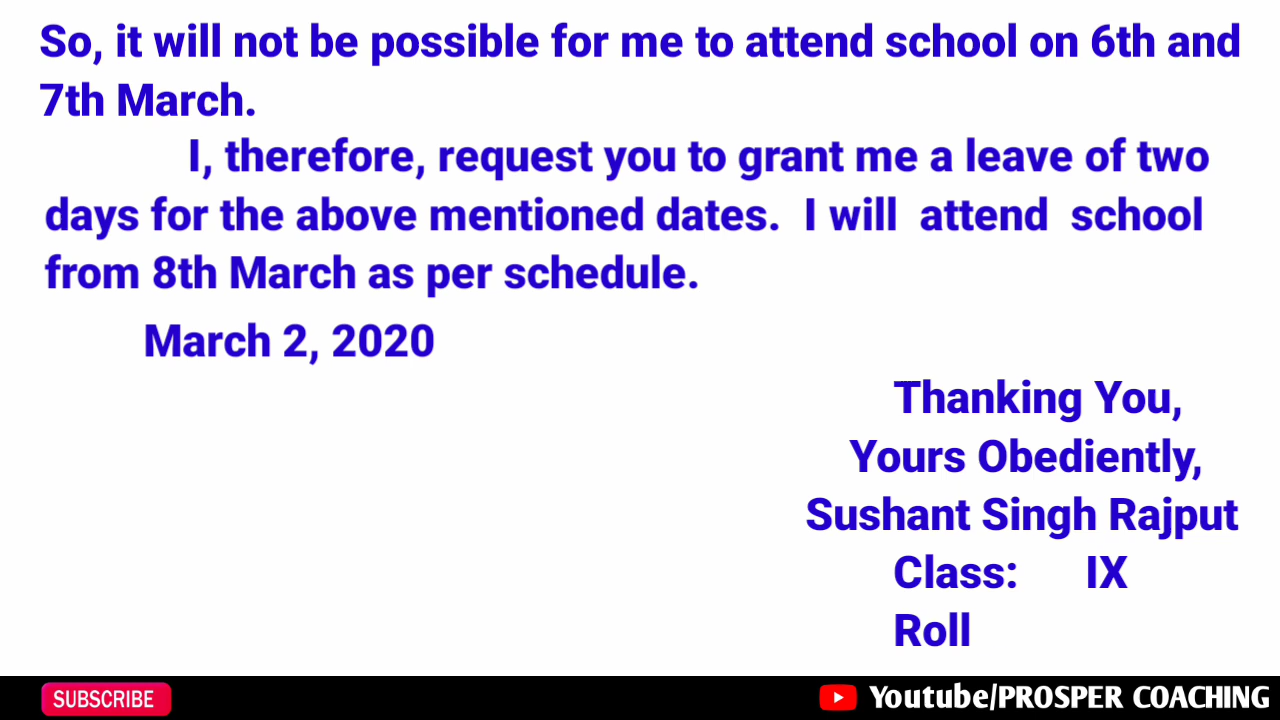 So, it will not be possible for me to attend school on 6th and
7th March.
I, therefore, request you to grant me a leave of two
days for the above mentioned dates. I will attend school
from 8th March as per schedule.
March 2, 2020
Thanking You,
Yours Obediently,
Sushant Singh Rajput
Class: IX
Roll
SUBSCRIBE
Youtube/PROSPER COACHING